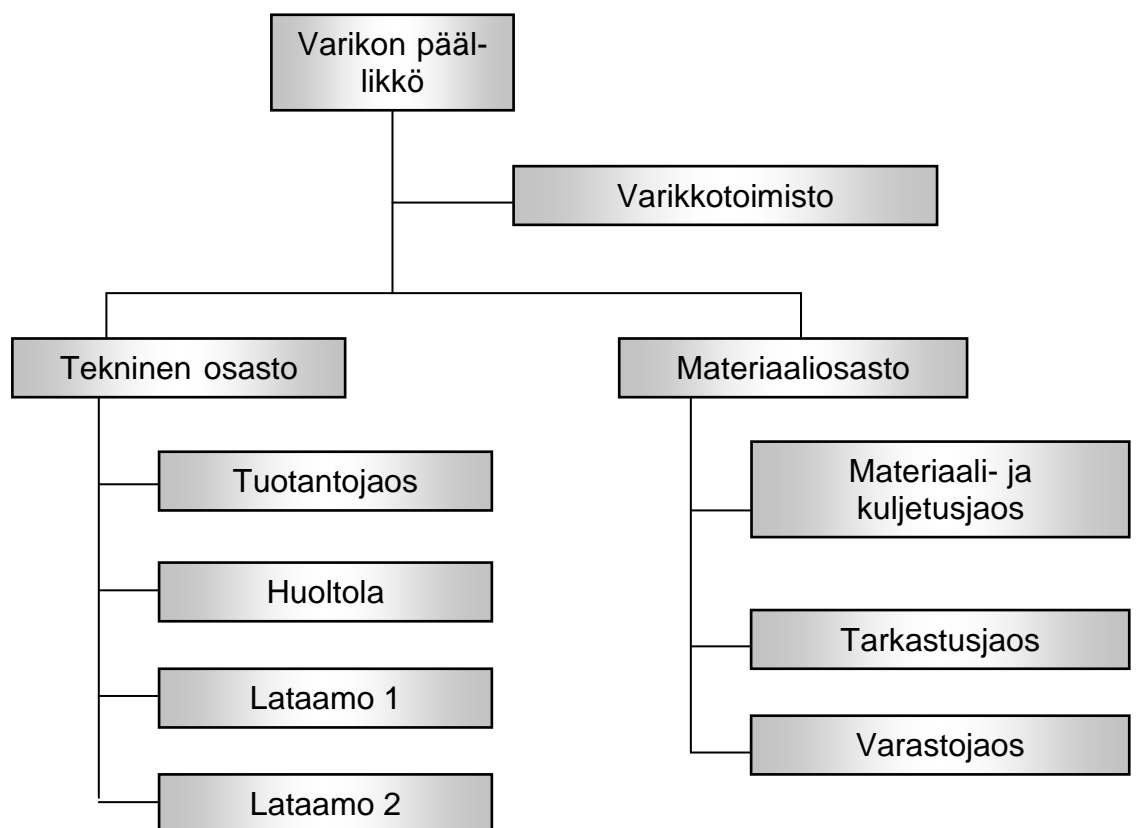 Varikon pääl-
likkö
Varikkotoimisto
Tekninen osasto
Tuotantojaos
Huoltola
Lataamo 1
Lataamo 2
Materiaaliosasto
Materiaali- ja
kuljetusjaos
Tarkastusjaos
Varastojaos